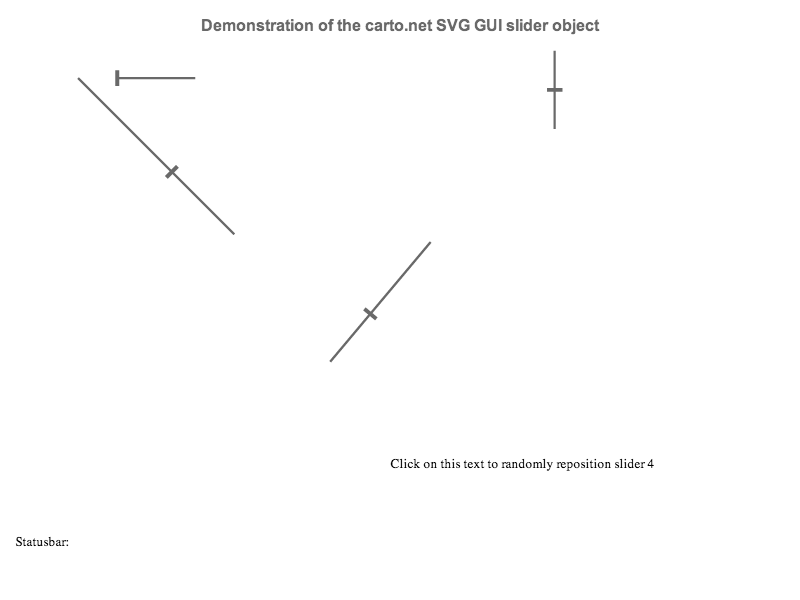 Demonstration of the carto.net SVG GUI slider object
Click on this text to randomly reposition slider 4
Statusbar: